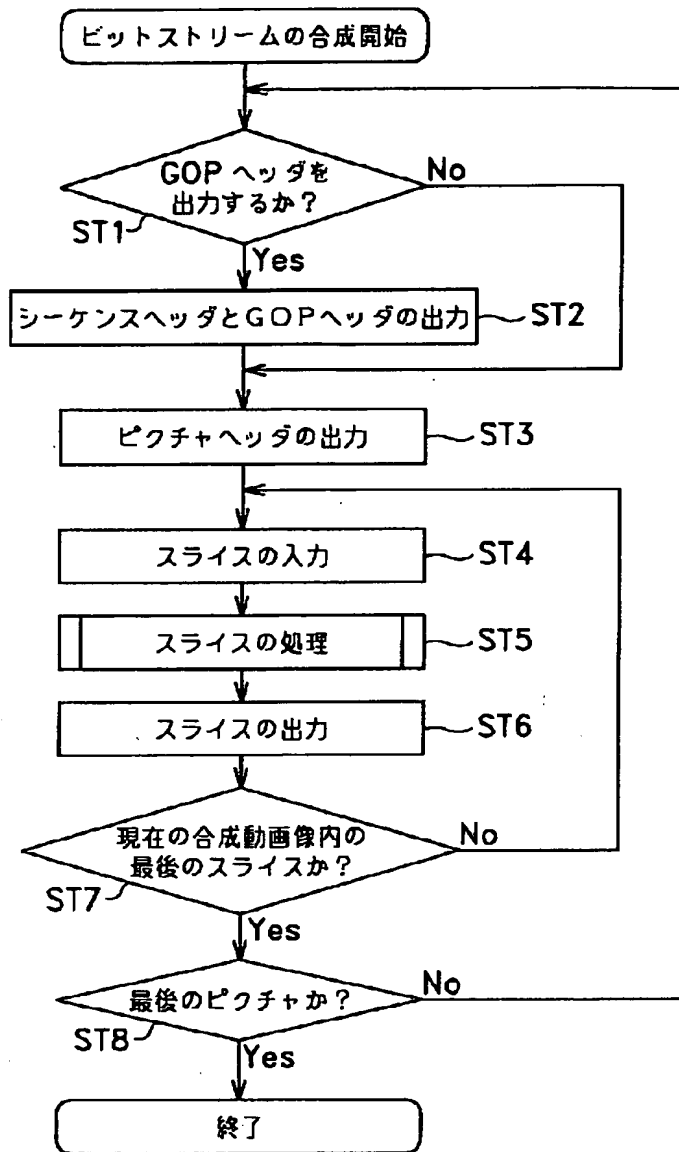 ビットストリームの合成開始
GOP ヘッダを
出力するか？
No
ST1
Yes
シーケンスヘッダとGOPヘッダの出力
ST2
ピクチャヘッダの出力
ST3
スライスの入力
ST4
スライスの処理
ST5
スライスの出力
ST6
現在の合成動画像内の
最後のスライスか？
No
ST7
Yes
最後のピクチャか？
No
ST8
Yes
終了